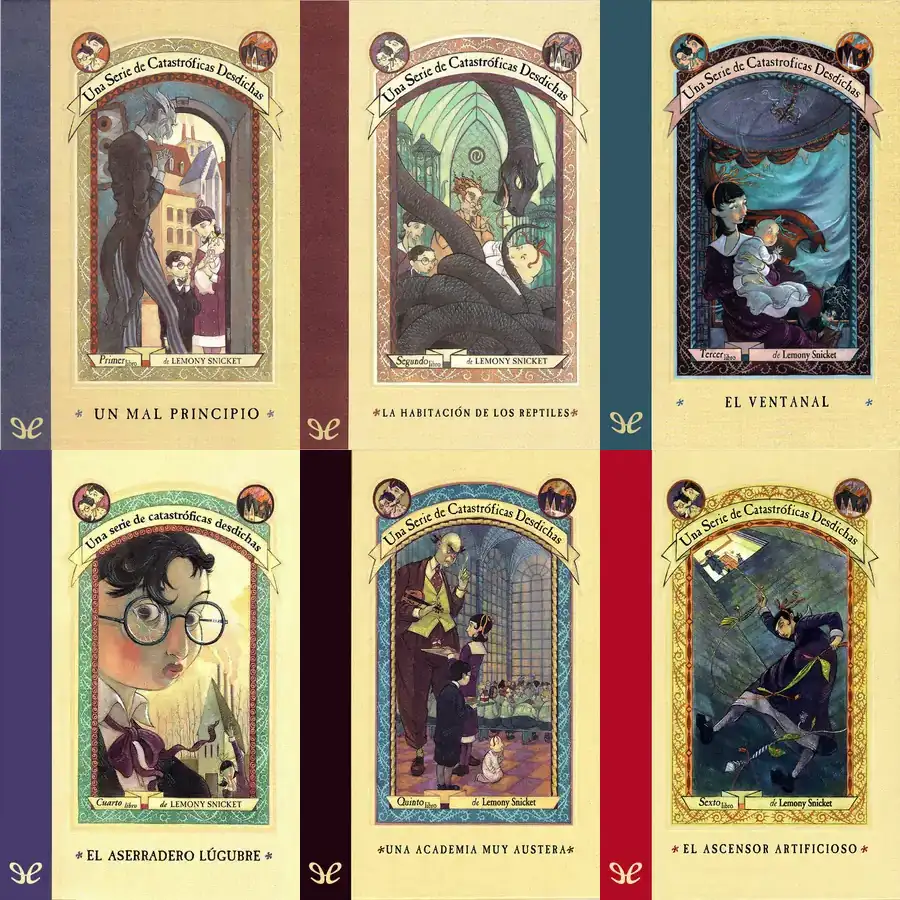 Una Serie de Catastróficas Desdichas
Primer libro de LEMONY SNICKET
* UN MAL PRINCIPIO *
Una Serie de Catastróficas Desdichas
Segundo libro de LEMONY SNICKET
*LA HABITACIÓN DE LOS REPTILES*
Una Serie de Catastróficas Desdichas
Tercer libro de Lemony Snicket
* EL VENTANAL *
Una serie de catastróficas desdichas
Cuarto libro de LEMONY SNICKET
* EL ASERRADERO LÚGUBRE *
Una Serie de Catastróficas Desdichas
Quinto libro de Lemony Snicket
*UNA ACADEMIA MUY AUSTERA*
Una Serie de Catastróficas Desdichas
Sexto libro de Lemony Snicket
* EL ASCENSOR ARTIFICIOSO *